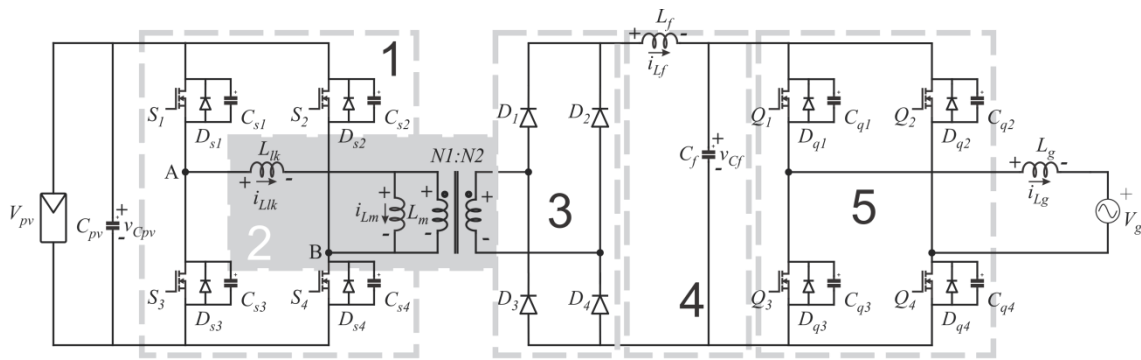 1
2
3
4
5
V_pv
C_pv
+
v_Cpv
-
S_1
D_s1
C_s1
S_2
D_s2
C_s2
A
L_lk
+ -
i_Llk
i_Lm
+
L_m
-
N1:N2
+ +
- -
B
S_3
D_s3
C_s3
S_4
D_s4
C_s4
D_1
D_2
D_3
D_4
+ L_f -
i_Lf
C_f
+
v_Cf
-
Q_1
D_q1
C_q1
Q_2
D_q2
C_q2
Q_3
D_q3
C_q3
Q_4
D_q4
C_q4
L_g
+ -
i_Lg
+
V_g
-